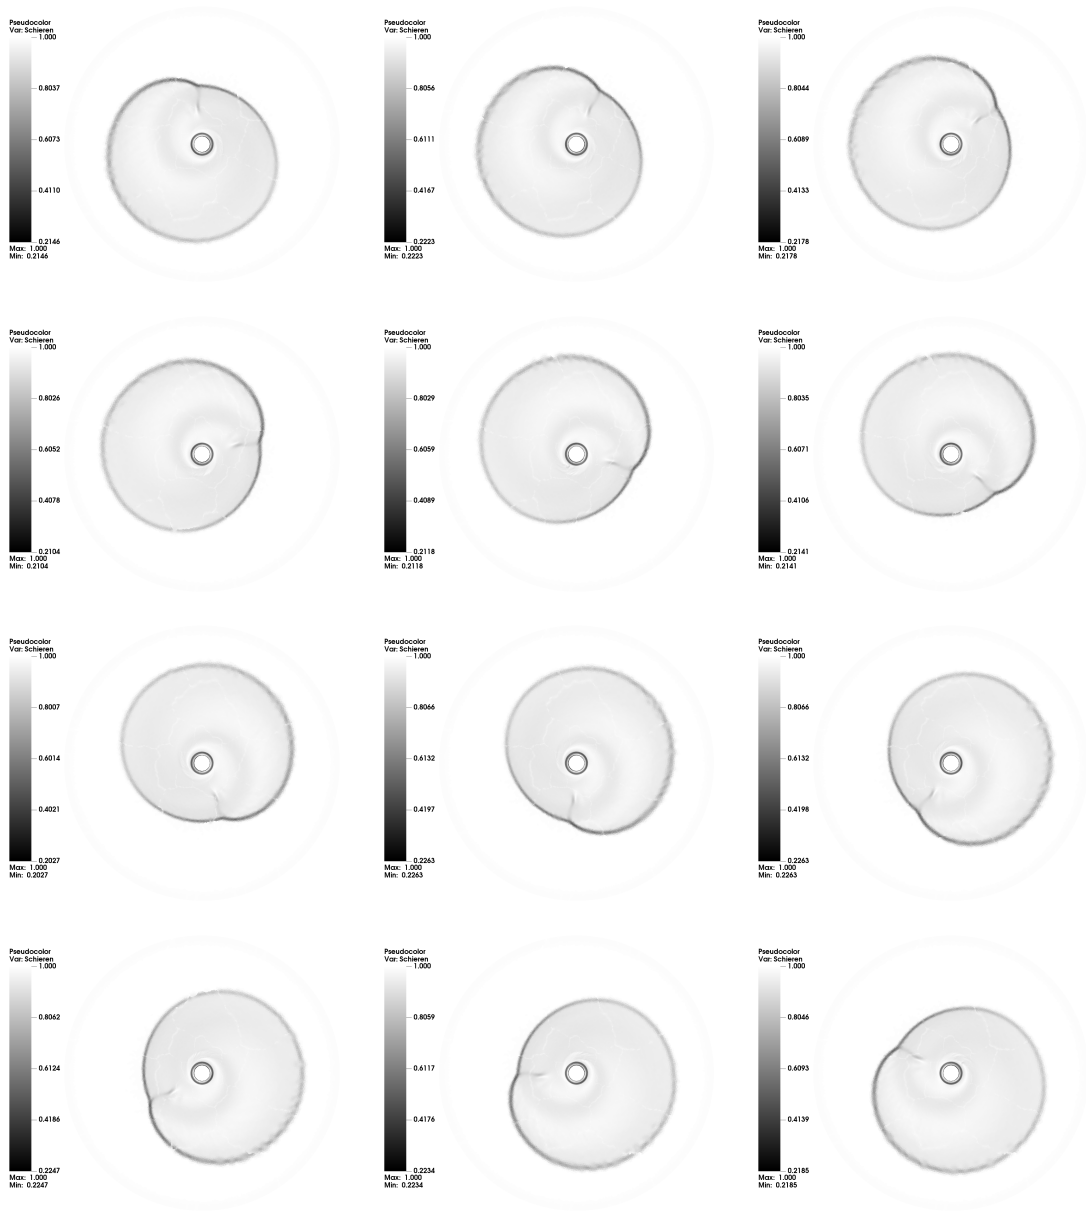 Pseudocolor
Var: Schieren
1.000
0.8037
0.6073
0.4110
0.2146
Max: 1.000
Min: 0.2146
Pseudocolor
Var: Schieren
1.000
0.8056
0.6111
0.4167
0.2223
Max: 1.000
Min: 0.2223
Pseudocolor
Var: Schieren
1.000
0.8044
0.6089
0.4133
0.2178
Max: 1.000
Min: 0.2178
Pseudocolor
Var: Schieren
1.000
0.8026
0.6052
0.4078
0.2104
Max: 1.000
Min: 0.2104
Pseudocolor
Var: Schieren
1.000
0.8029
0.6059
0.4089
0.2118
Max: 1.000
Min: 0.2118
Pseudocolor
Var: Schieren
1.000
0.8035
0.6071
0.4106
0.2141
Max: 1.000
Min: 0.2141
Pseudocolor
Var: Schieren
1.000
0.8007
0.6014
0.4021
0.2027
Max: 1.000
Min: 0.2027
Pseudocolor
Var: Schieren
1.000
0.8066
0.6132
0.4197
0.2263
Max: 1.000
Min: 0.2263
Pseudocolor
Var: Schieren
1.000
0.8066
0.6132
0.4198
0.2263
Max: 1.000
Min: 0.2263
Pseudocolor
Var: Schieren
1.000
0.8062
0.6124
0.4186
0.2247
Max: 1.000
Min: 0.2247
Pseudocolor
Var: Schieren
1.000
0.8059
0.6117
0.4176
0.2234
Max: 1.000
Min: 0.2234
Pseudocolor
Var: Schieren
1.000
0.8046
0.6093
0.4139
0.2185
Max: 1.000
Min: 0.2185